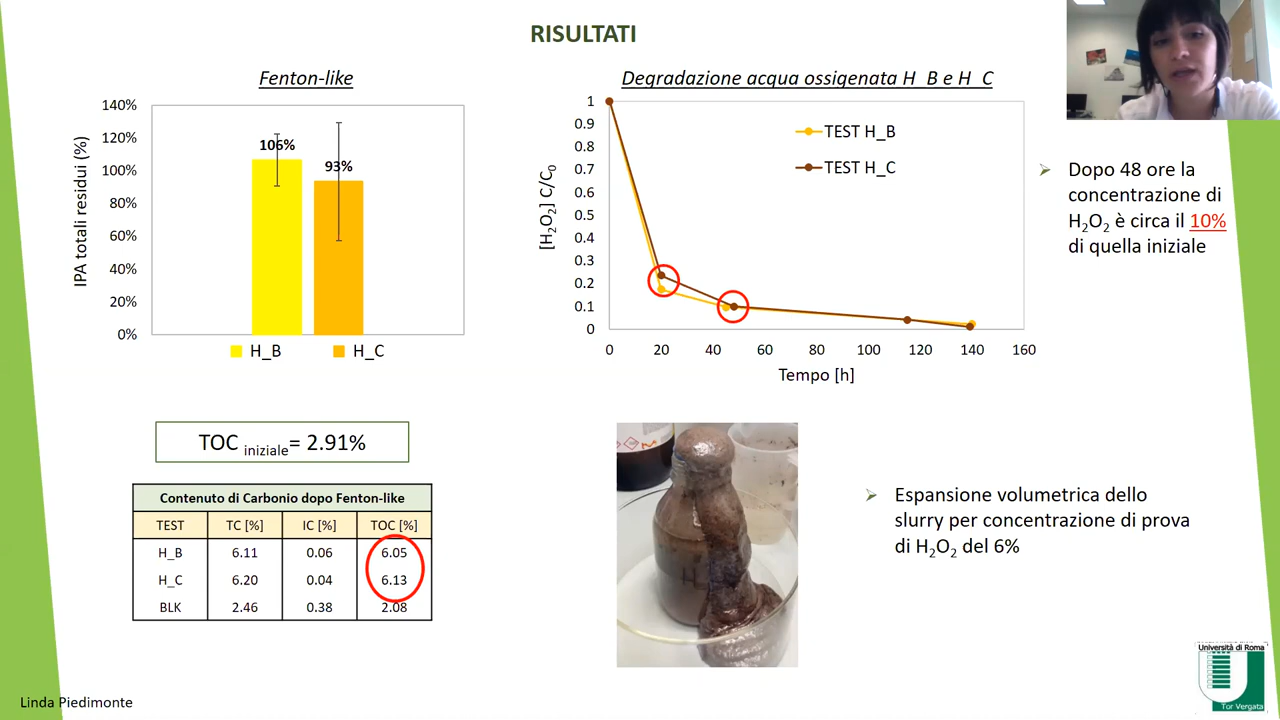 RISULTATI
Fenton-like
140%
120%
100%
80%
60%
40%
20%
0%
IPA totali residui (%)
106%
93%
H_B
H_C
Degradazione acqua ossigenata H_B e H_C
1
0.9
0.8
0.7
0.6
0.5
0.4
0.3
0.2
0.1
0
[H₂O₂] C/C₀
TEST H_B
TEST H_C
0 20 40 60 80 100 120 140 160
Tempo [h]
Dopo 48 ore la
concentrazione di
H₂O₂ è circa il 10%
di quella iniziale
TOC iniziale= 2.91%
Contenuto di Carbonio dopo Fenton-like
TEST TC [%] IC [%] TOC [%]
H_B 6.11 0.06 6.05
H_C 6.20 0.04 6.13
BLK 2.46 0.38 2.08
Espansione volumetrica dello
slurry per concentrazione di prova
di H₂O₂ del 6%
Università di Roma
Tor Vergata
Linda Piedimonte